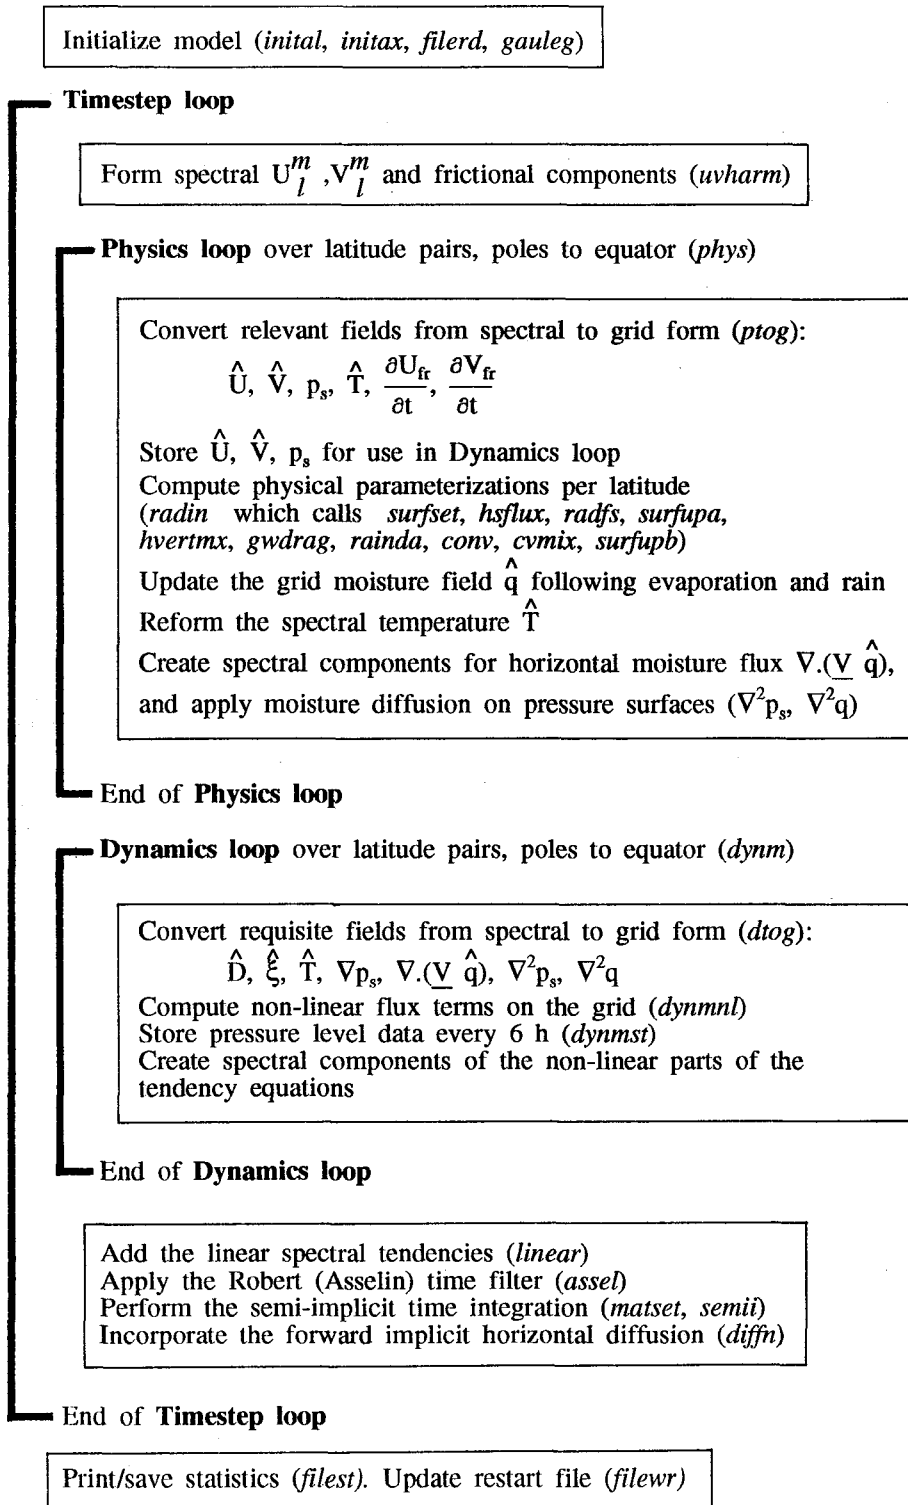 Initialize model (inital, initax, filerd, gauleg)
Timestep loop
Form spectral U_l^m ,V_l^m and frictional components (uvharm)
Physics loop over latitude pairs, poles to equator (phys)
Convert relevant fields from spectral to grid form (ptog):
Û, V̂, pₛ, T̂, ∂U_fr/∂t, ∂V_fr/∂t
Store Û, V̂, pₛ for use in Dynamics loop
Compute physical parameterizations per latitude
(radin which calls surfset, hsflux, radfs, surfupa,
hvertmx, gwdrag, rainda, conv, cvmix, surfupb)
Update the grid moisture field q̂ following evaporation and rain
Reform the spectral temperature T̂
Create spectral components for horizontal moisture flux ∇.(V̲ q̂),
and apply moisture diffusion on pressure surfaces (∇²pₛ, ∇²q)
End of Physics loop
Dynamics loop over latitude pairs, poles to equator (dynm)
Convert requisite fields from spectral to grid form (dtog):
D̂, ξ̂, T̂, ∇pₛ, ∇.(V̲ q̂), ∇²pₛ, ∇²q
Compute non-linear flux terms on the grid (dynmnl)
Store pressure level data every 6 h (dynmst)
Create spectral components of the non-linear parts of the
tendency equations
End of Dynamics loop
Add the linear spectral tendencies (linear)
Apply the Robert (Asselin) time filter (assel)
Perform the semi-implicit time integration (matset, semii)
Incorporate the forward implicit horizontal diffusion (diffn)
End of Timestep loop
Print/save statistics (filest). Update restart file (filewr)